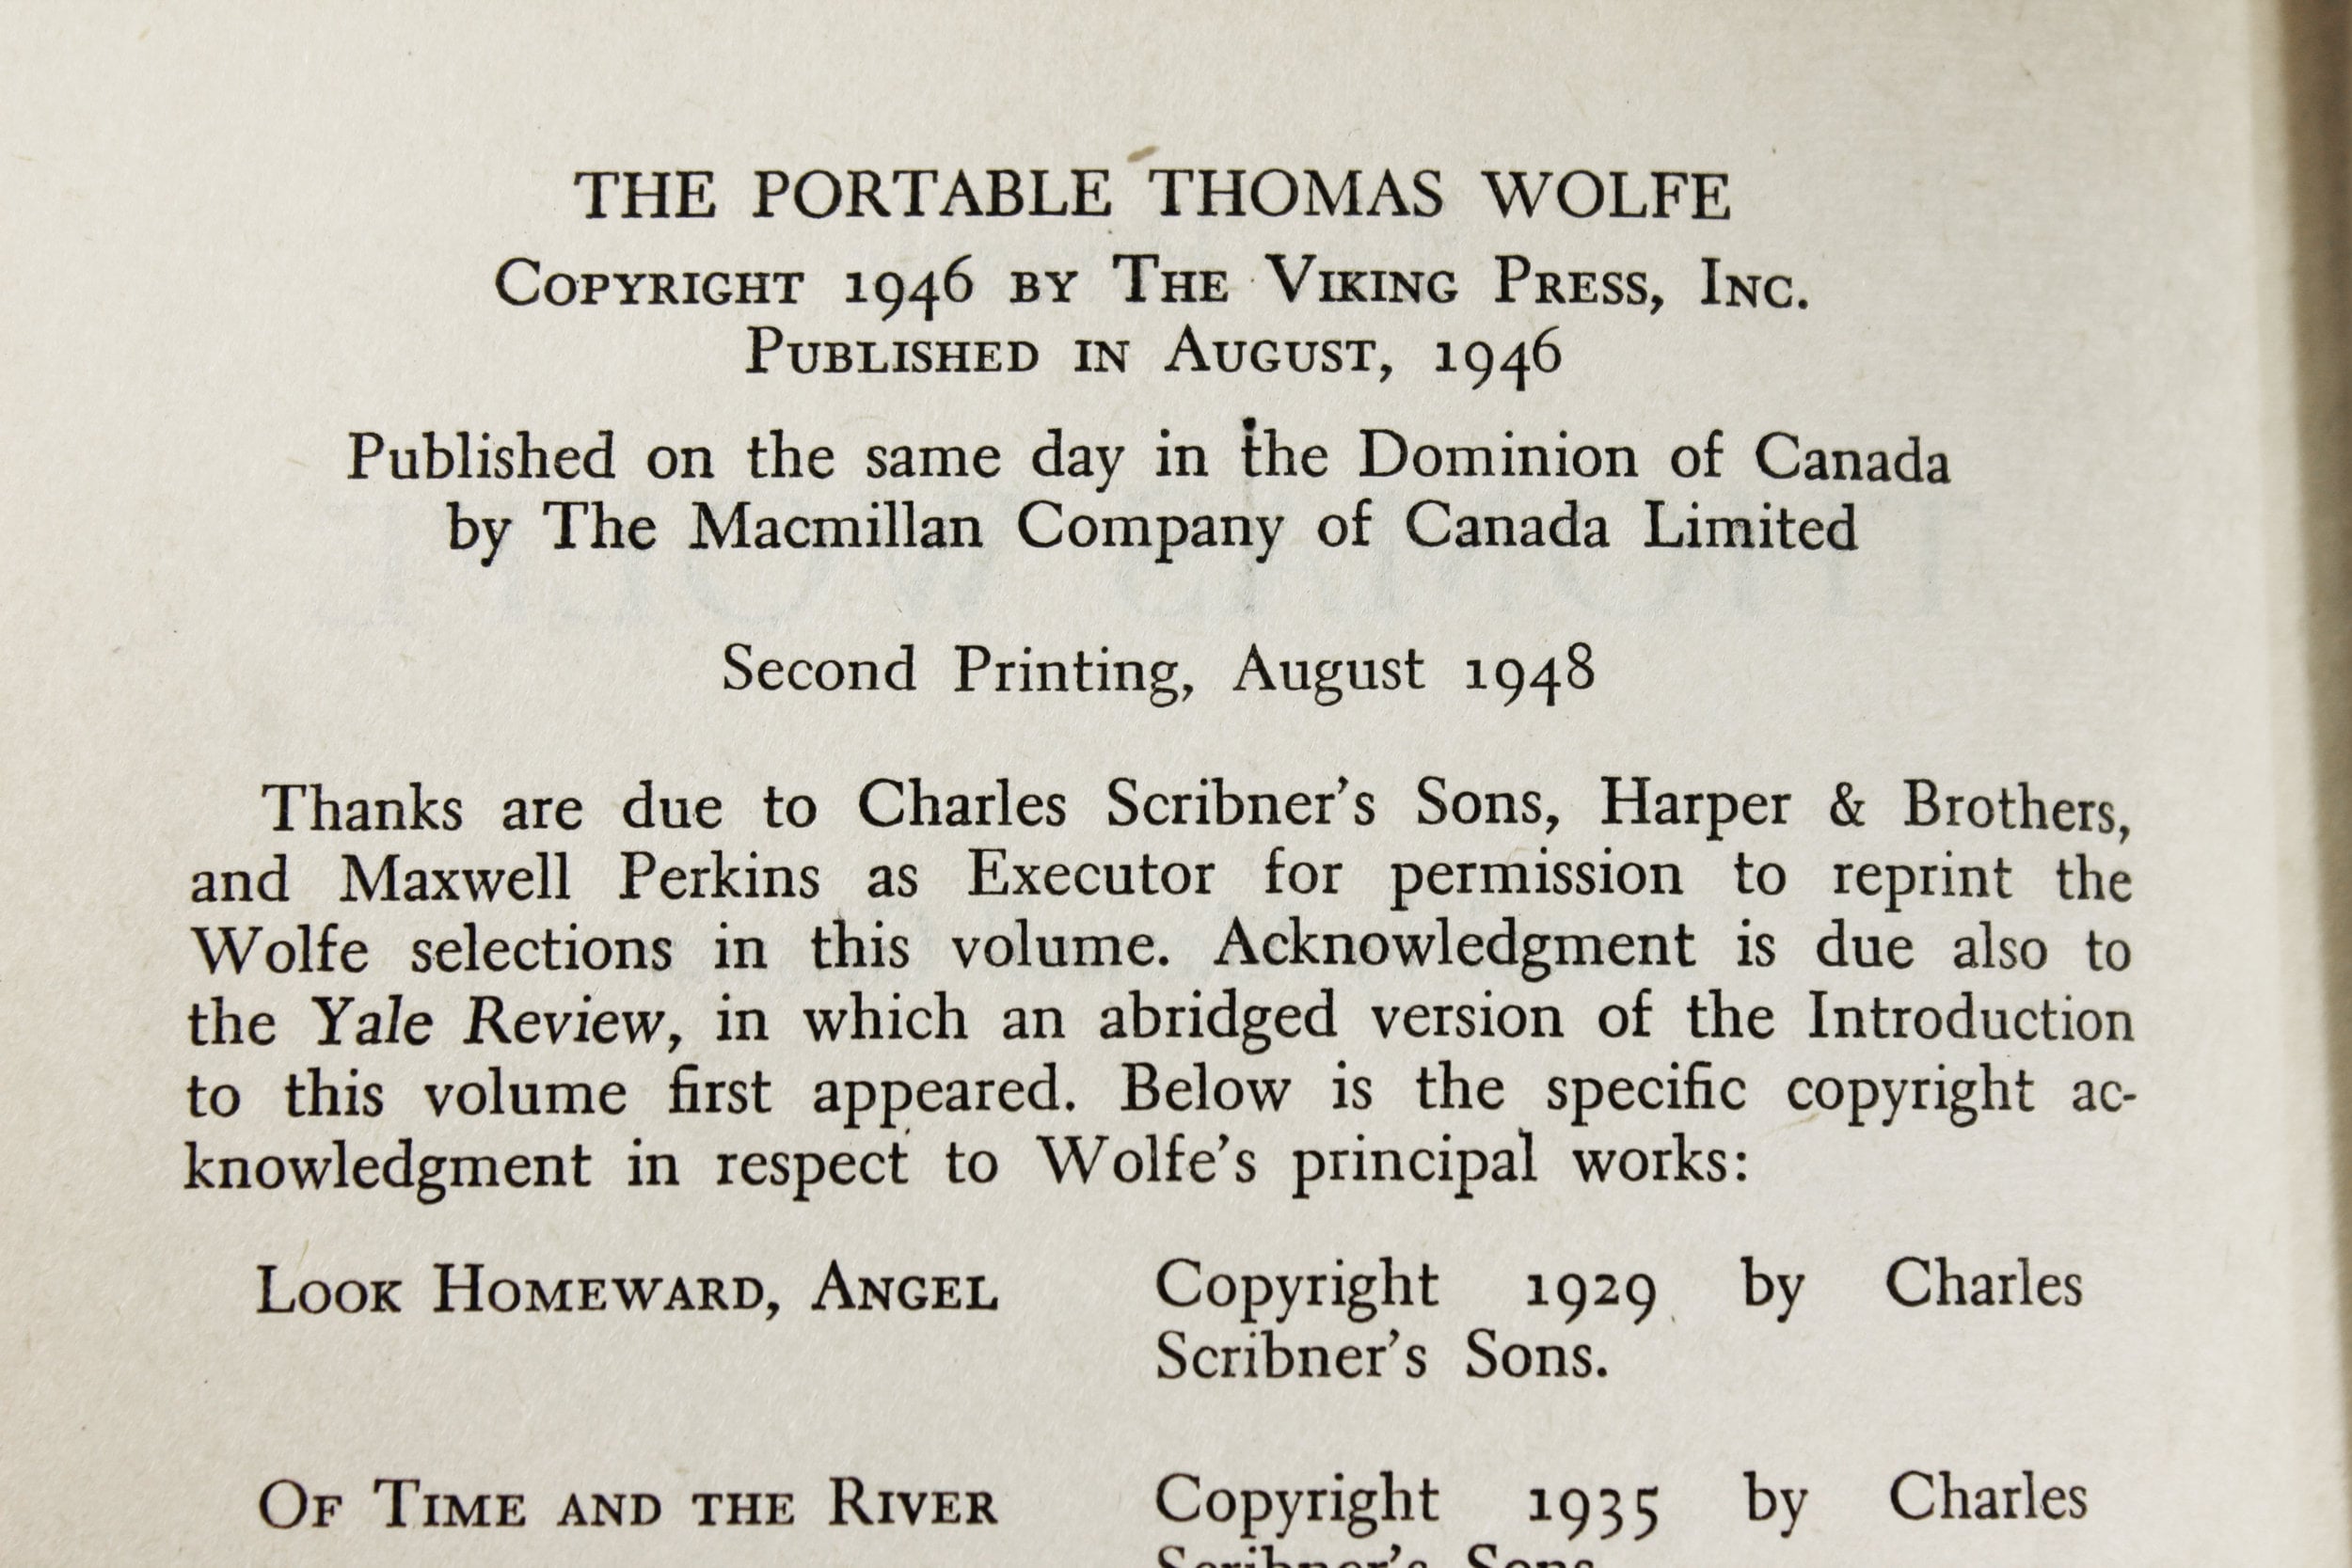 THE PORTABLE THOMAS WOLFE
COPYRIGHT 1946 BY THE VIKING PRESS, INC.
PUBLISHED IN AUGUST, 1946
Published on the same day in the Dominion of Canada
by The Macmillan Company of Canada Limited
Second Printing, August 1948
Thanks are due to Charles Scribner's Sons, Harper & Brothers,
and Maxwell Perkins as Executor for permission to reprint the
Wolfe selections in this volume. Acknowledgment is due also to
the Yale Review, in which an abridged version of the Introduction
to this volume first appeared. Below is the specific copyright ac-
knowledgment in respect to Wolfe's principal works:
LOOK HOMEWARD, ANGEL Copyright 1929 by Charles
Scribner's Sons.
OF TIME AND THE RIVER Copyright 1935 by Charles
Scribner's Sons